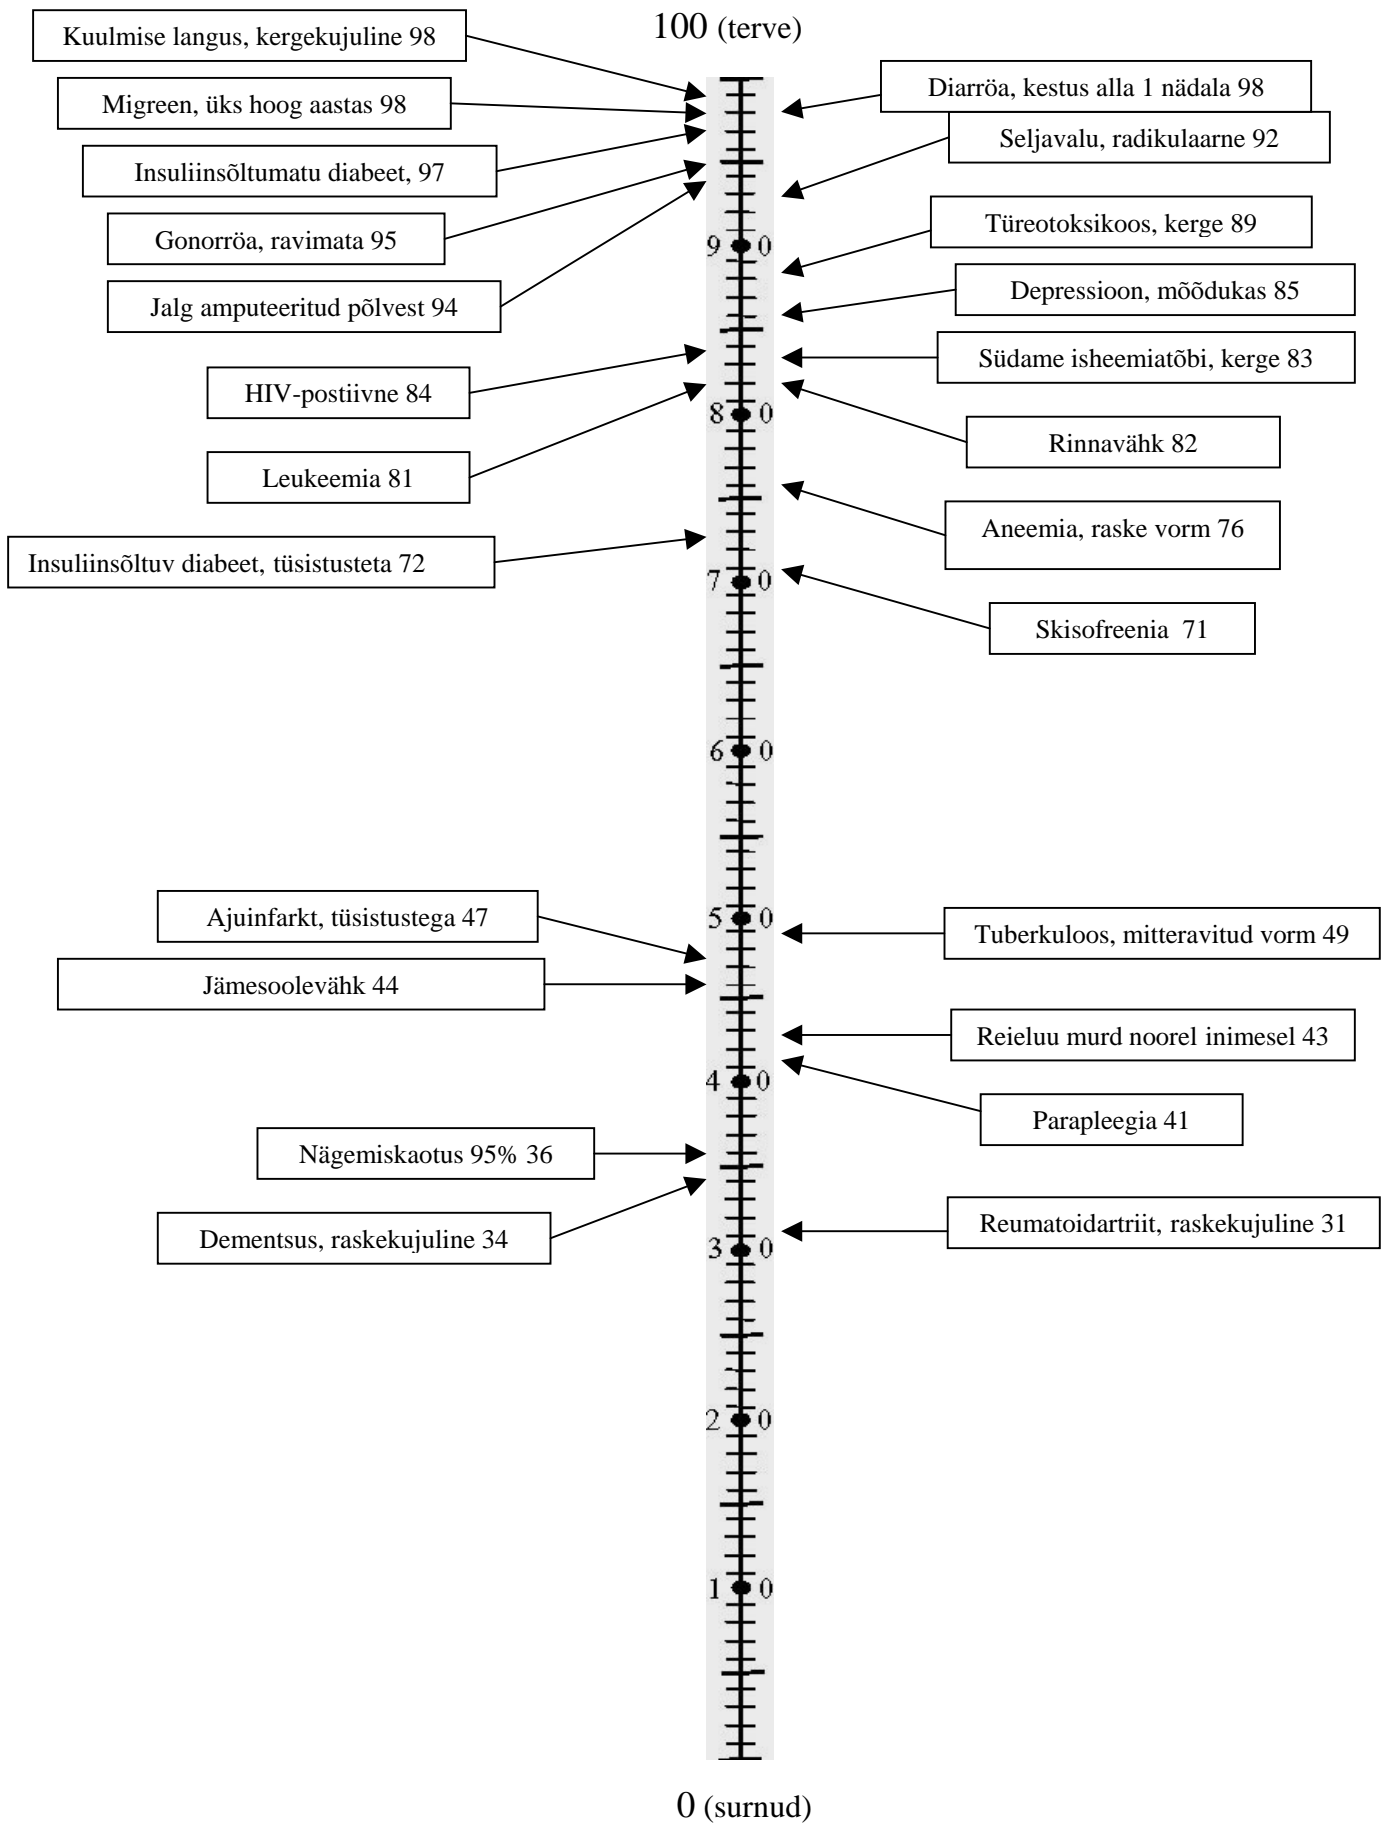 100 (terve)
Kuulmise langus, kergekujuline 98
Diarröa, kestus alla 1 nädala 98
Migreen, üks hoog aastas 98
Seljavalu, radikulaarne 92
Insuliinsõltumatu diabeet, 97
Türeotoksikoos, kerge 89
Gonorröa, ravimata 95
90
Depressioon, mõõdukas 85
Jalg amputeeritud põlvest 94
Südame isheemiatõbi, kerge 83
HIV-postiivne 84
80
Rinnavähk 82
Leukeemia 81
Aneemia, raske vorm 76
Insuliinsõltuv diabeet, tüsistusteta 72
70
Skisofreenia 71
60
Ajuinfarkt, tüsistustega 47
50
Tuberkuloos, mitteravitud vorm 49
Jämesoolevähk 44
Reieluu murd noorel inimesel 43
40
Parapleegia 41
Nägemiskaotus 95% 36
Reumatoidartriit, raskekujuline 31
Dementsus, raskekujuline 34
30
20
10
0 (surnud)